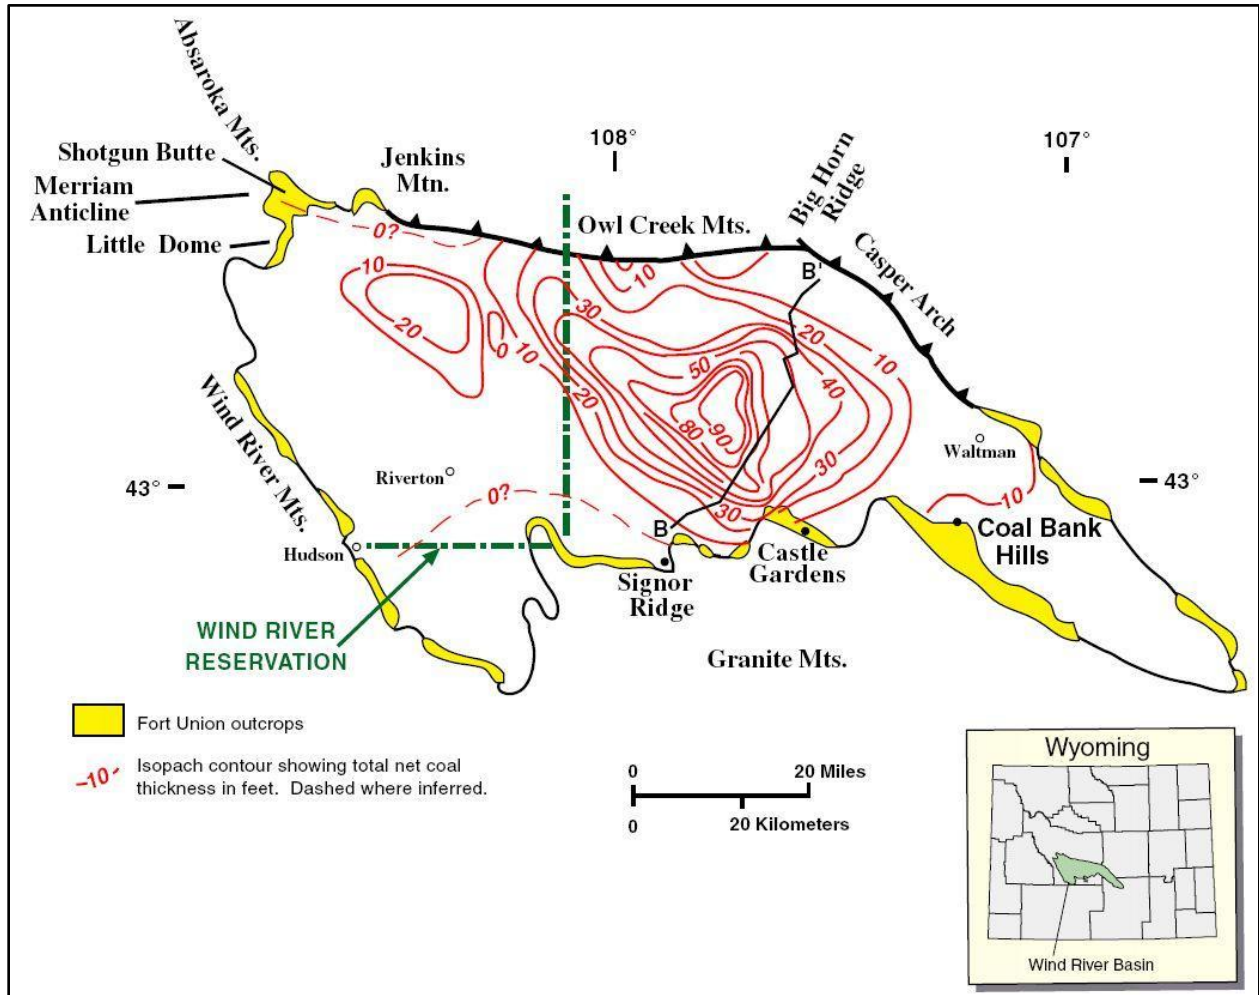 Absaroka Mts.
Shotgun Butte
Merriam
Anticline
Little Dome
Jenkins
Mtn.
108°
107°
Owl Creek Mts.
Big Horn
Ridge
Casper Arch
B'
0?
10
20
0
10
20
30
10
50
80
90
20
10
40
30
30
Wind River Mts.
Riverton
Waltman
43°
43°
0?
10
B
Hudson
Signor
Ridge
Castle
Gardens
Coal Bank
Hills
WIND RIVER
RESERVATION
Granite Mts.
Fort Union outcrops
-10-
Isopach contour showing total net coal
thickness in feet. Dashed where inferred.
0
20 Miles
0
20 Kilometers
Wyoming
Wind River Basin